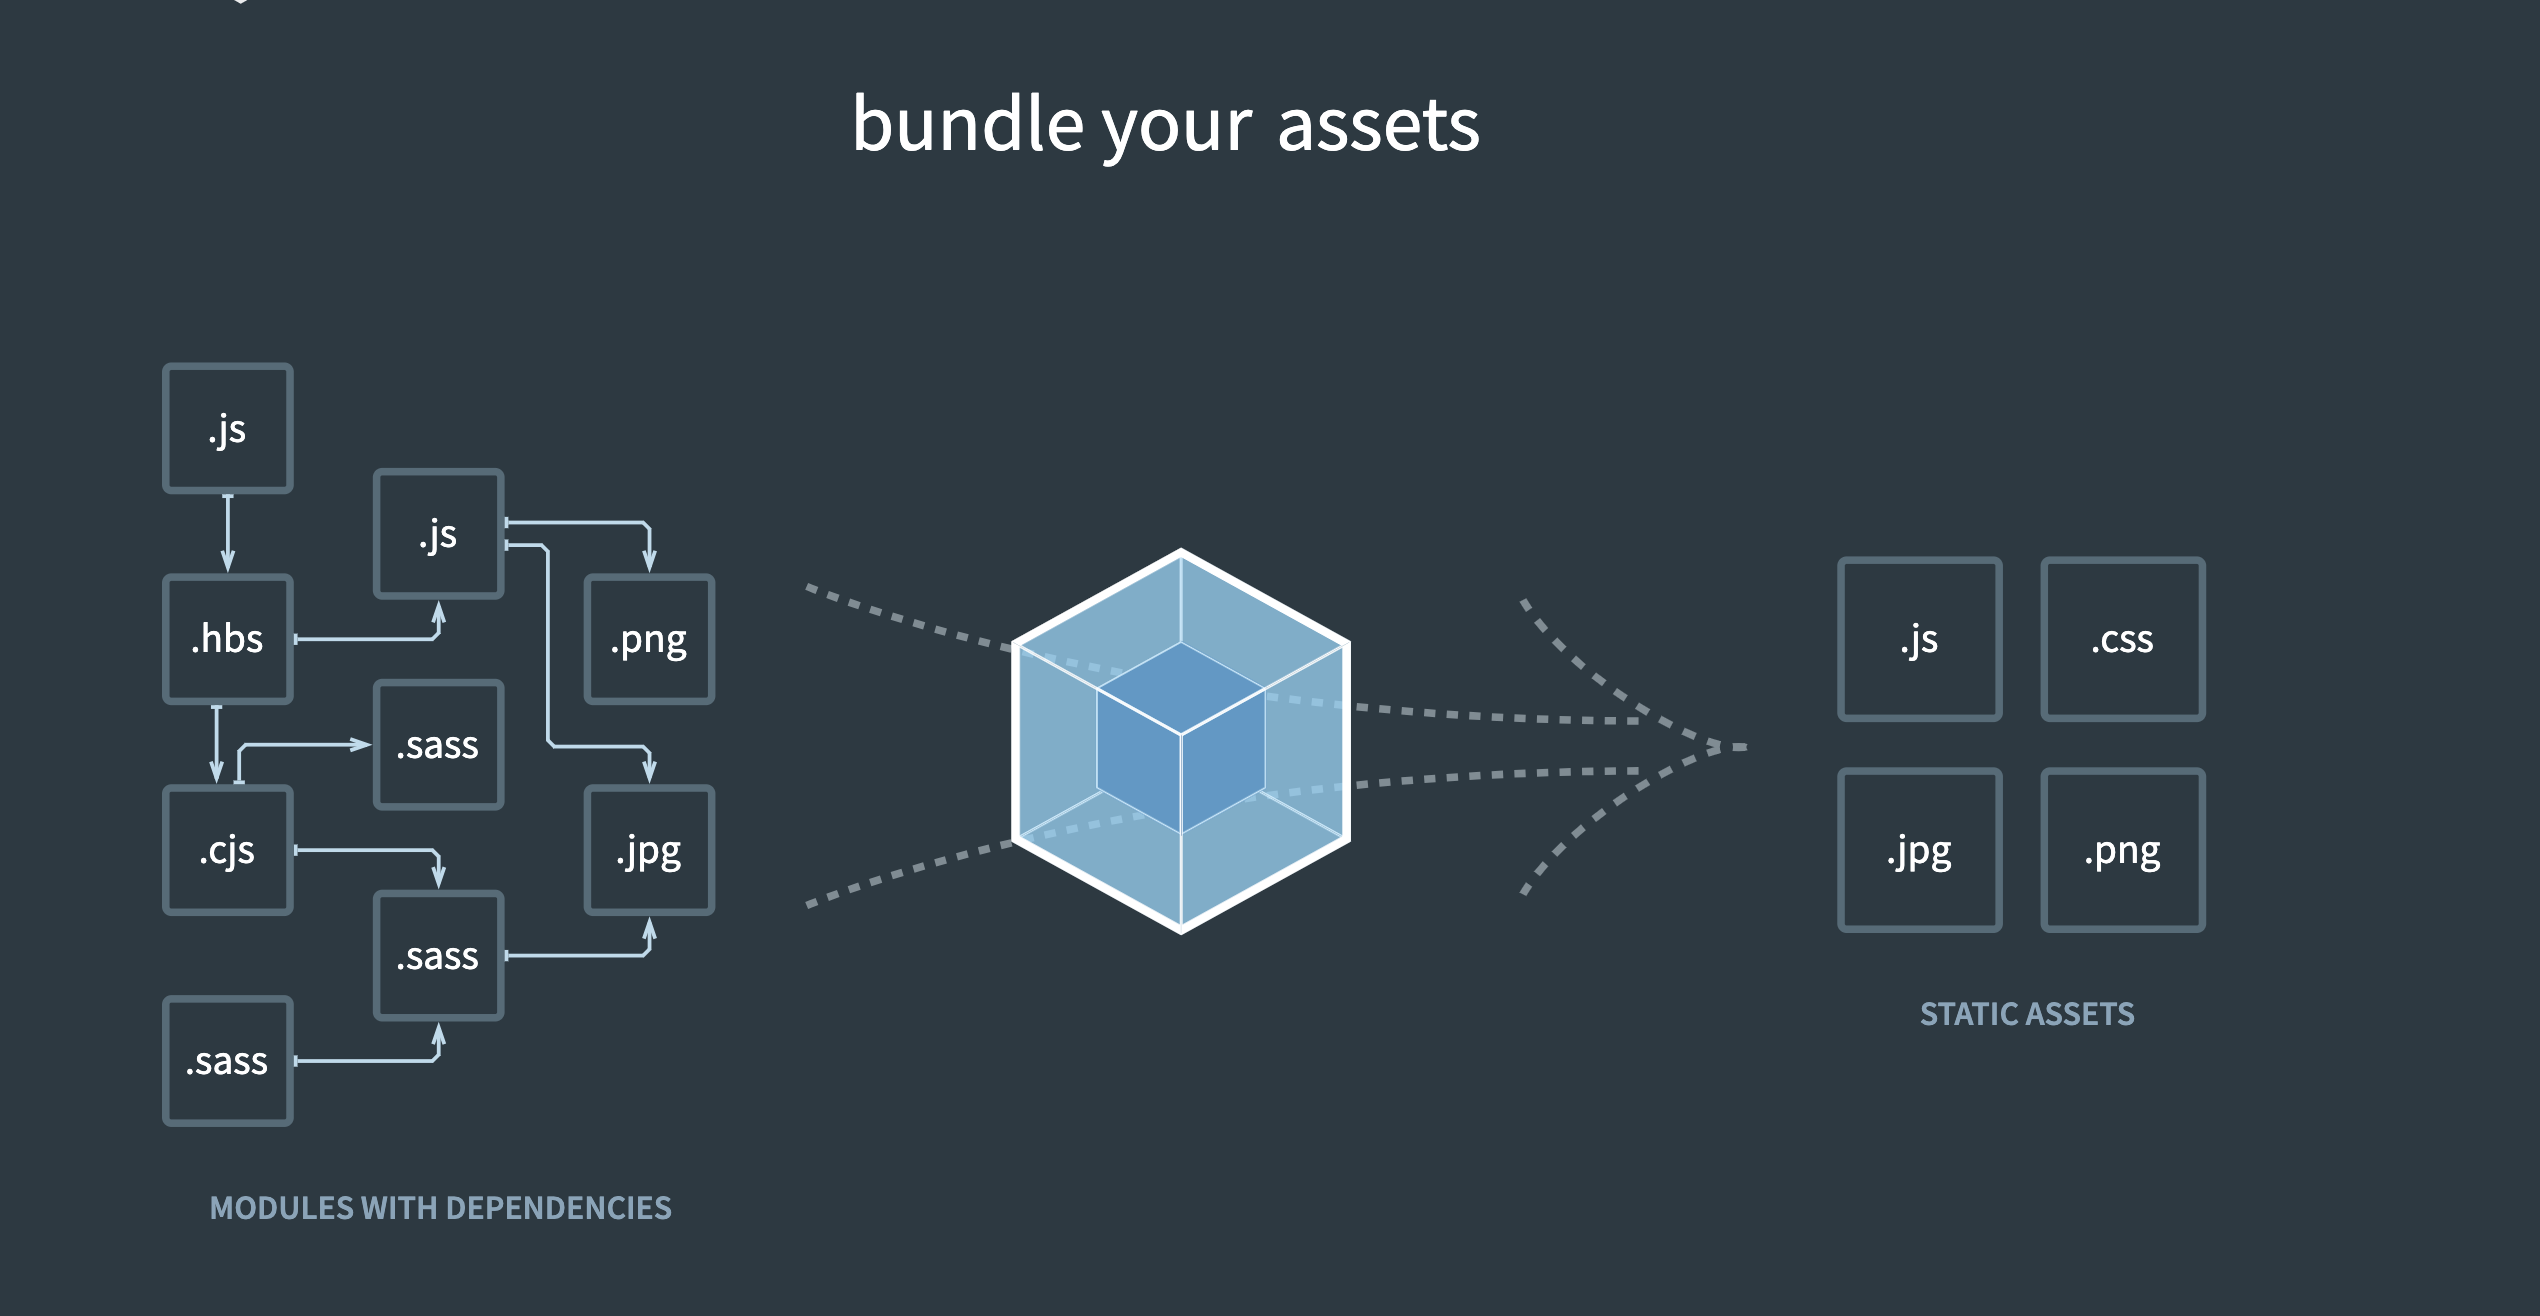 bundle your assets
.js
.js
.hbs
.png
.sass
.cjs
.jpg
.sass
.sass
MODULES WITH DEPENDENCIES
.js
.css
.jpg
.png
STATIC ASSETS